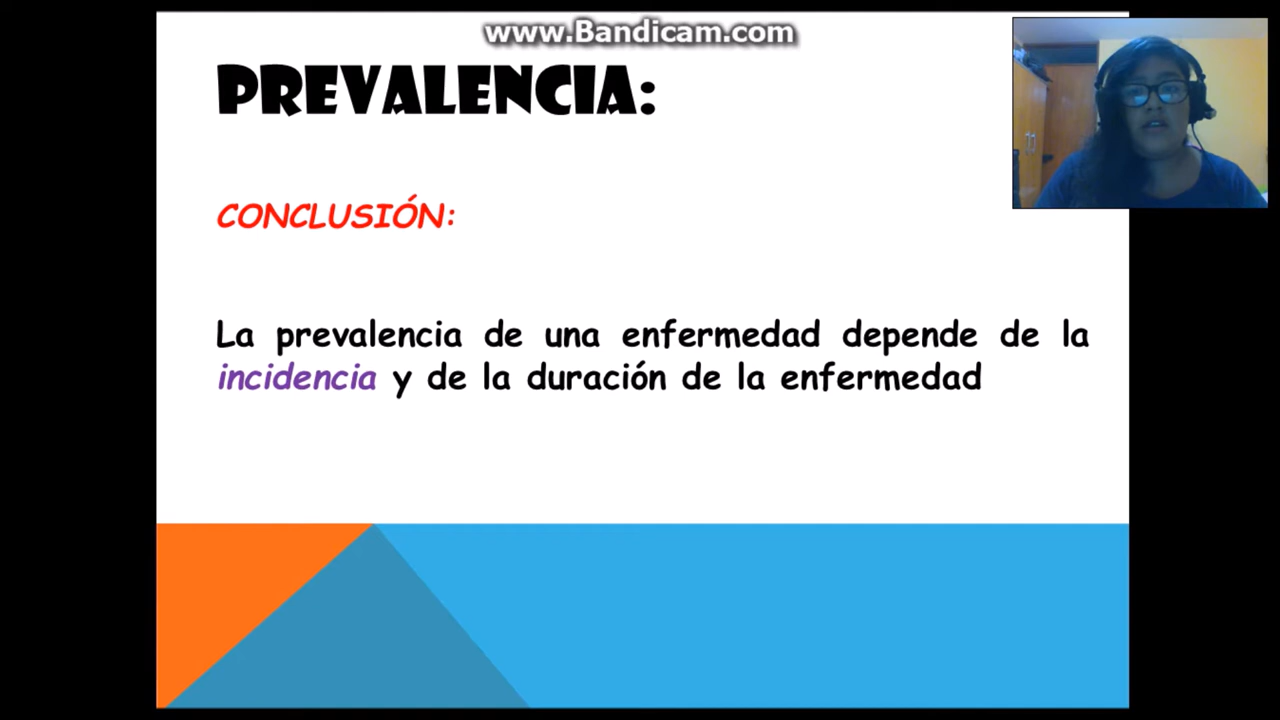 www.Bandicam.com
PREVALENCIA:
CONCLUSIÓN:
La prevalencia de una enfermedad depende de la
incidencia y de la duración de la enfermedad